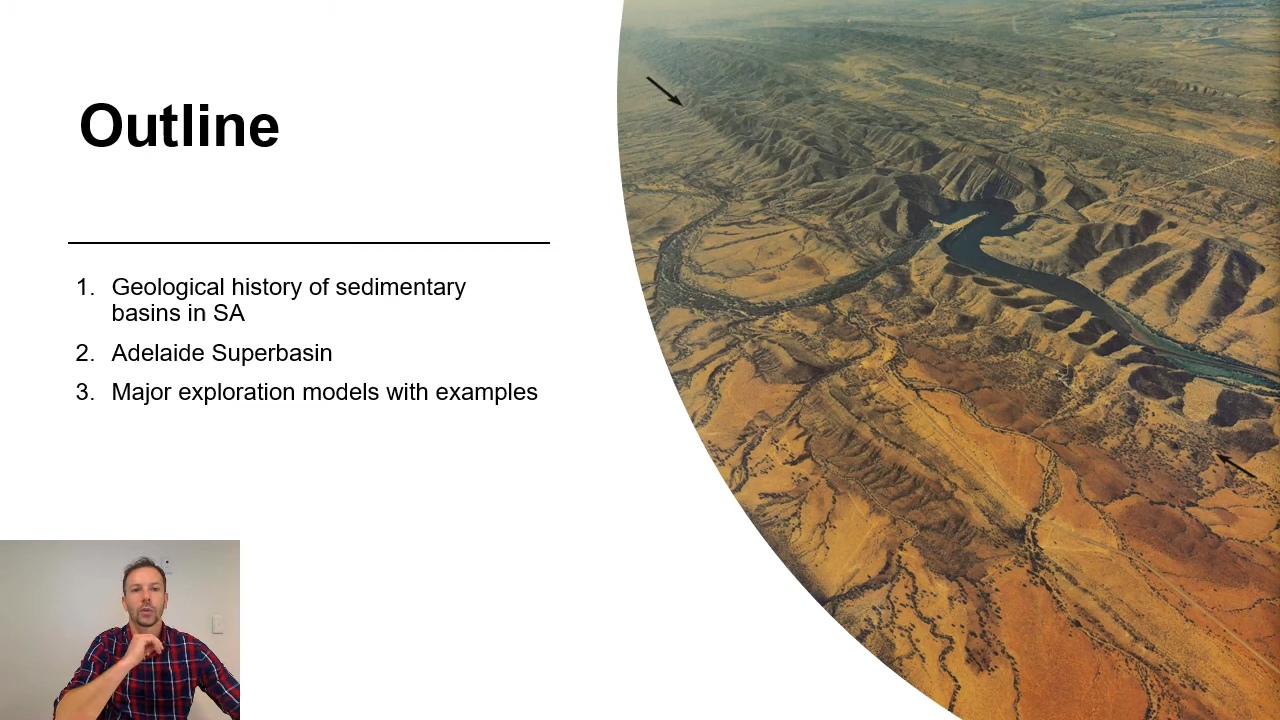 Outline
1. Geological history of sedimentary
basins in SA
2. Adelaide Superbasin
3. Major exploration models with examples